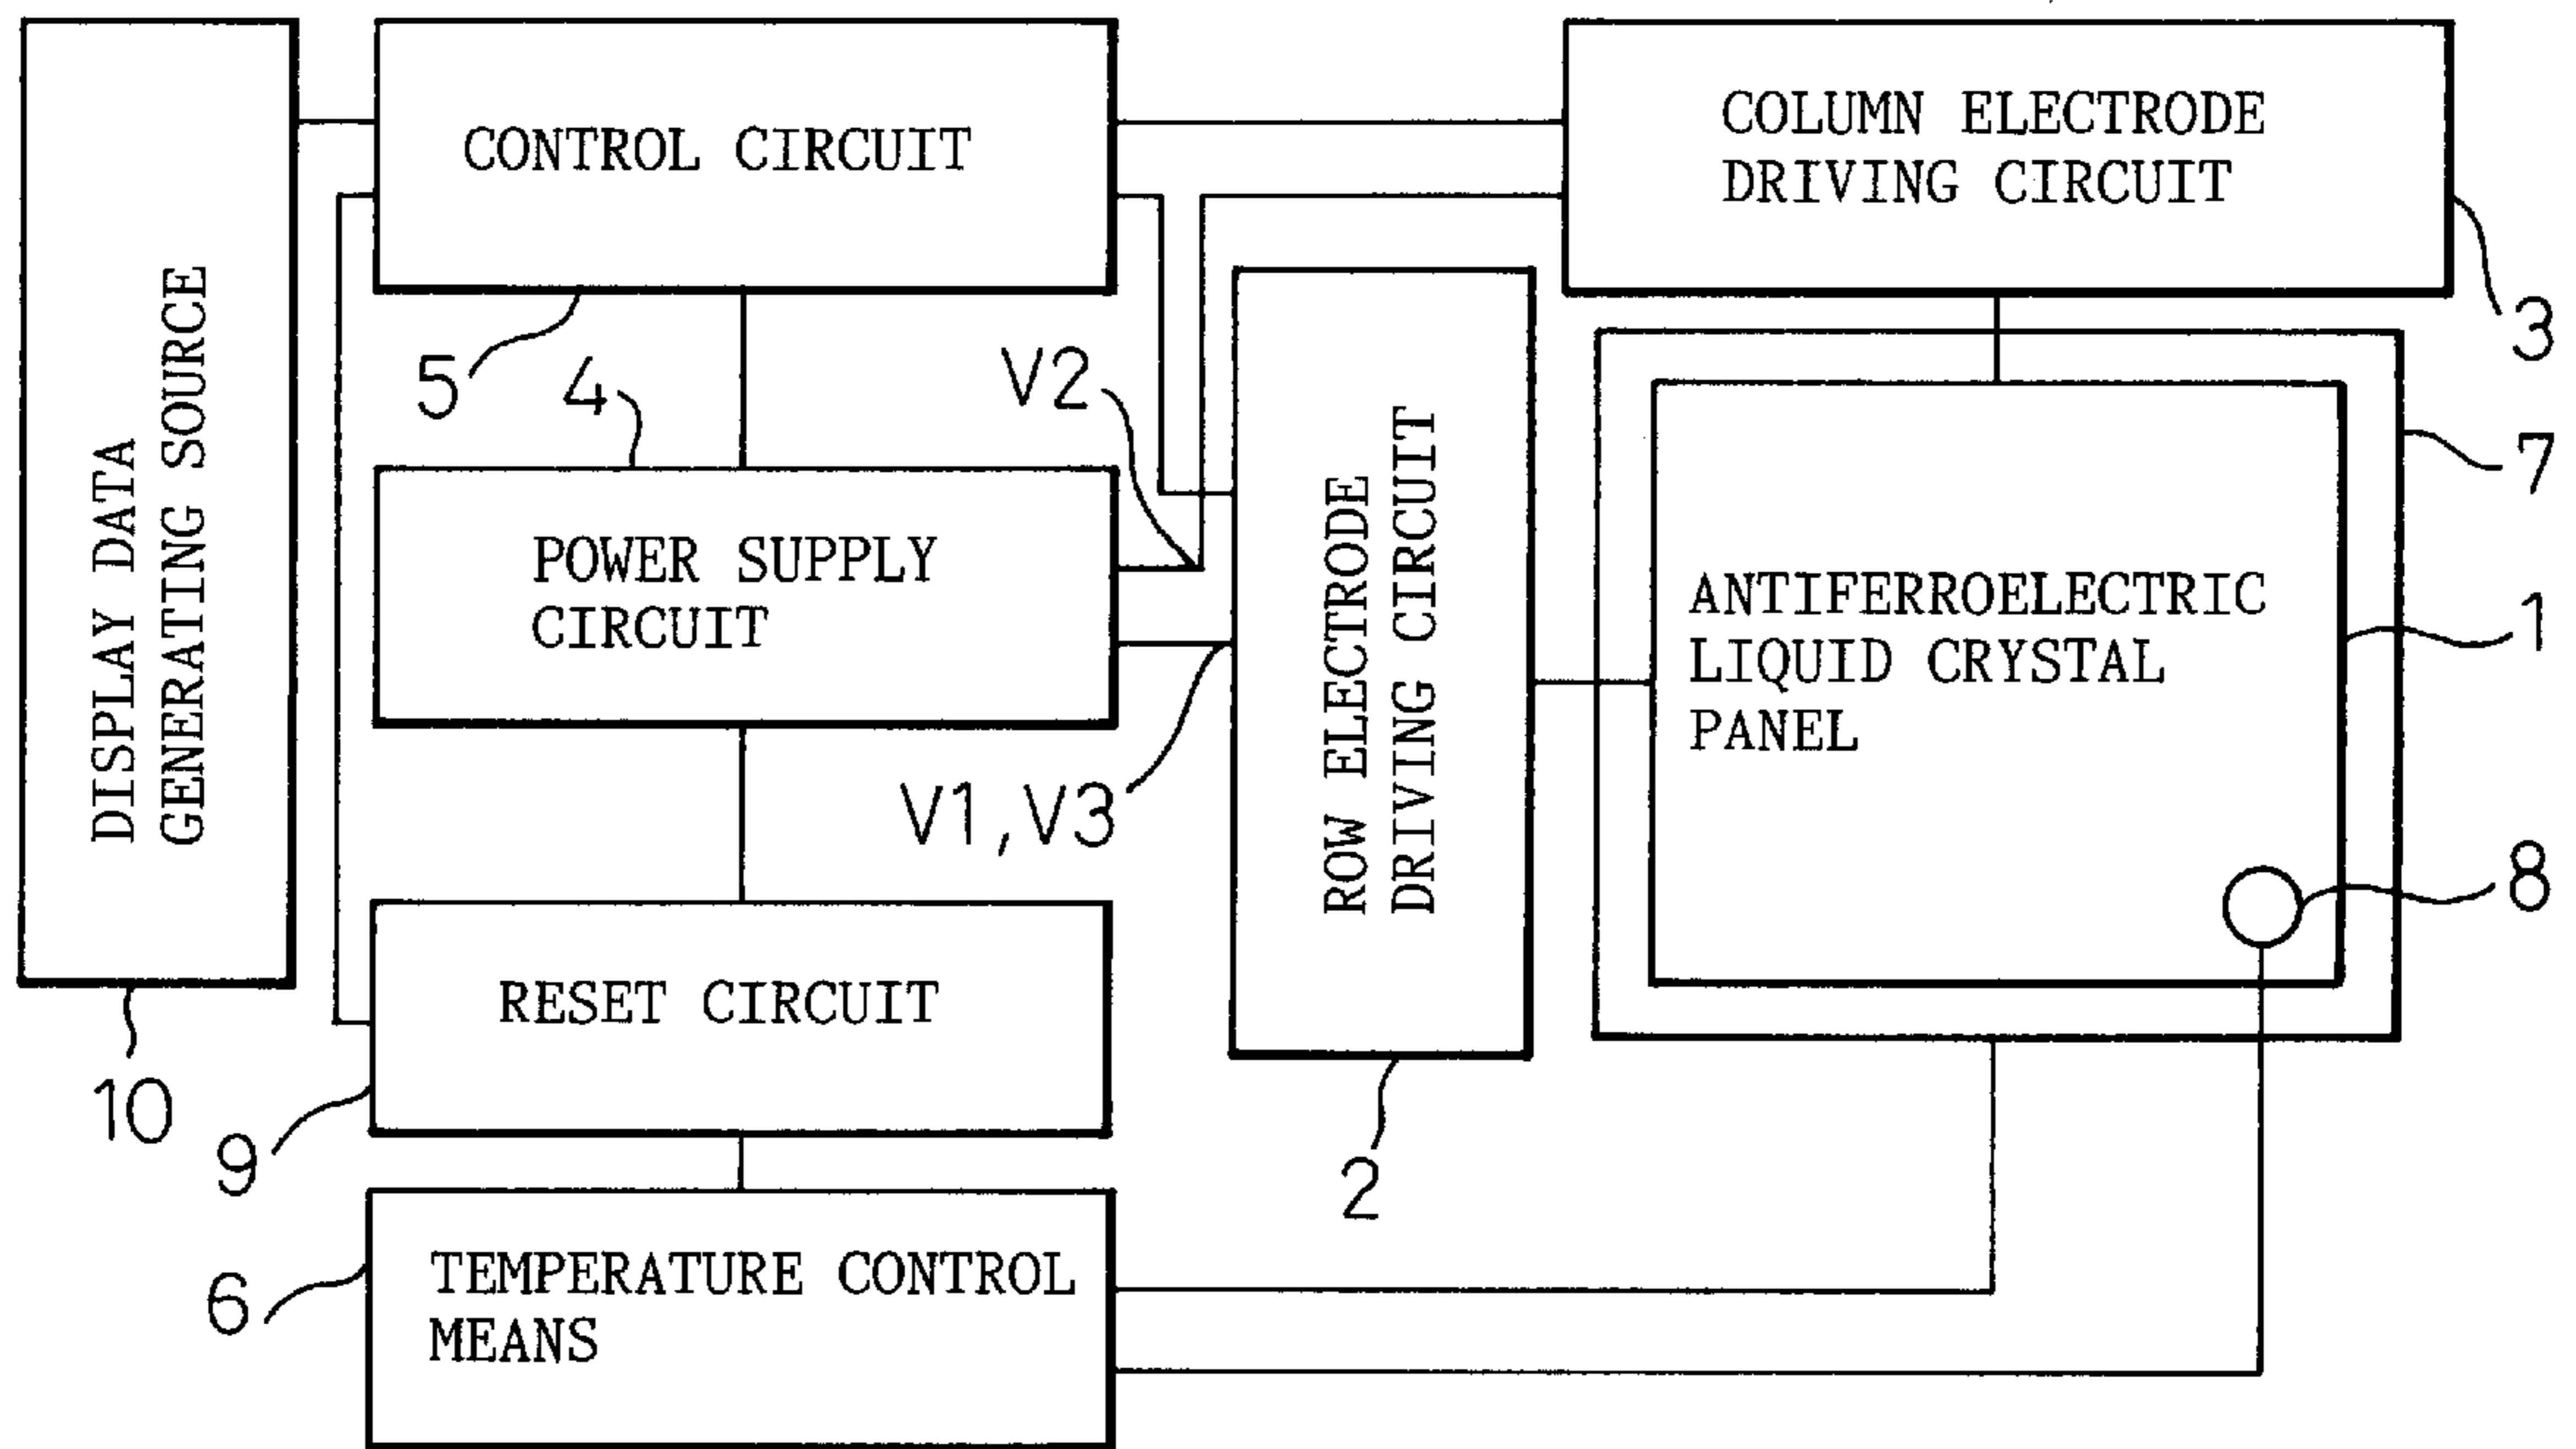 DISPLAY DATA
GENERATING SOURCE
10
CONTROL CIRCUIT
5
4
POWER SUPPLY
CIRCUIT
V2
V1,V3
RESET CIRCUIT
9
TEMPERATURE CONTROL
MEANS
6
ROW ELECTRODE
DRIVING CIRCUIT
2
COLUMN ELECTRODE
DRIVING CIRCUIT
3
7
ANTIFERROELECTRIC
LIQUID CRYSTAL
PANEL
1
8